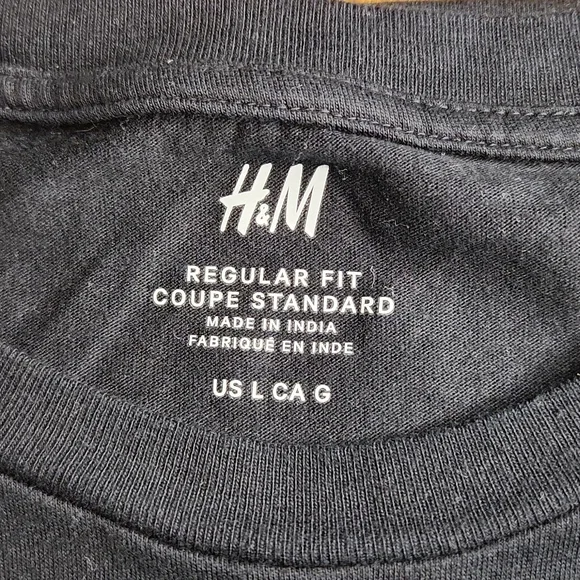 H&M
REGULAR FIT
COUPE STANDARD
MADE IN INDIA
FABRIQUÉ EN INDE
US L CA G